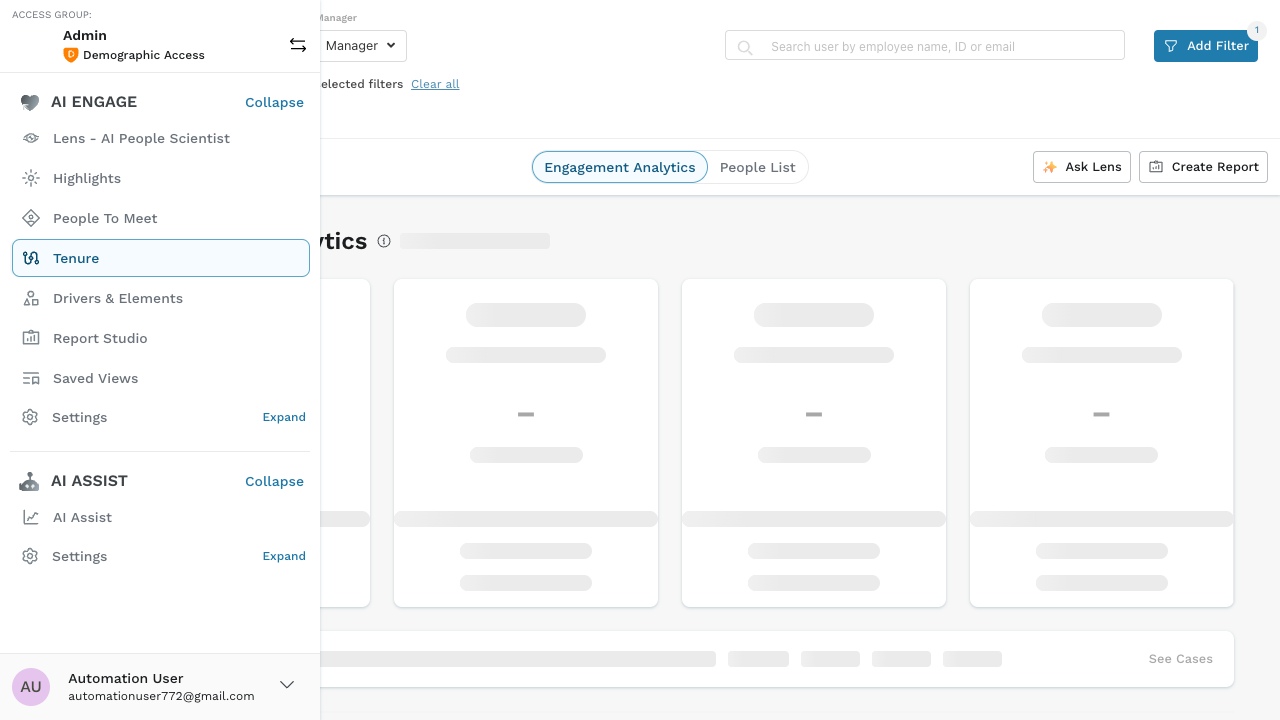 ACCESS GROUP:
Admin
Demographic Access
AI ENGAGE
Collapse
Lens - AI People Scientist
Highlights
People To Meet
Tenure
Drivers & Elements
Report Studio
Saved Views
Settings
Expand
AI ASSIST
Collapse
AI Assist
Settings
Expand
AU
Automation User
automationuser772@gmail.com
Manager
Manager
selected filters
Clear all
Search user by employee name, ID or email
Add Filter
1
Engagement Analytics
People List
Ask Lens
Create Report
ytics
See Cases